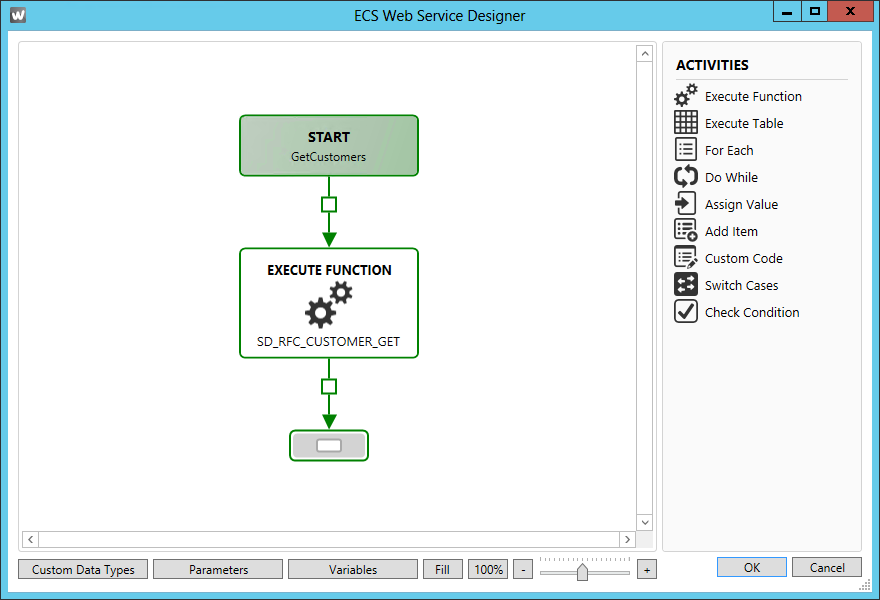 W
ECS Web Service Designer
START
GetCustomers
EXECUTE FUNCTION
SD_RFC_CUSTOMER_GET
ACTIVITIES
Execute Function
Execute Table
For Each
Do While
Assign Value
Add Item
Custom Code
Switch Cases
Check Condition
Custom Data Types
Parameters
Variables
Fill
100%
-
+
OK
Cancel